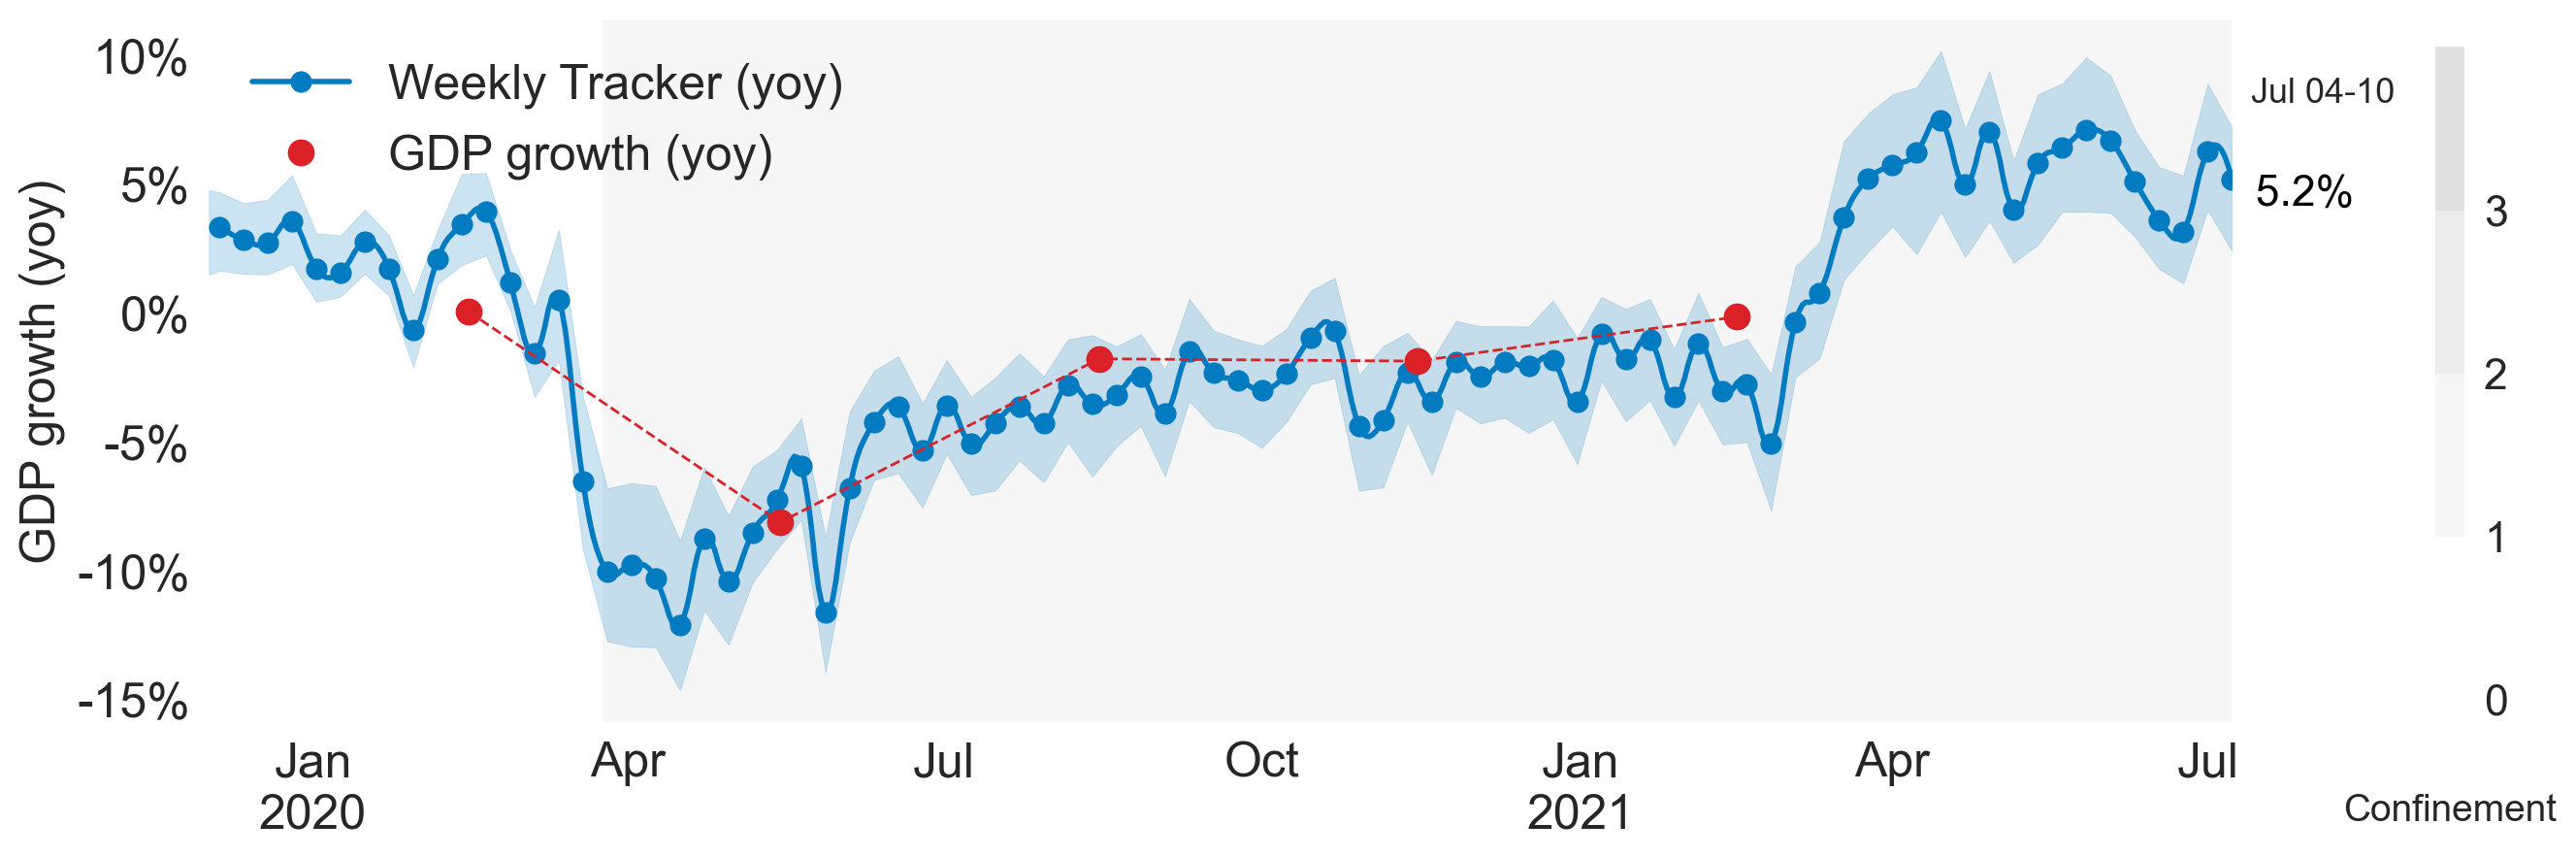 10%
5%
0%
-5%
-10%
-15%
GDP growth (yoy)
Weekly Tracker (yoy)
GDP growth (yoy)
Jul 04-10
5.2%
3
2
1
0
Confinement
Jan
2020
Apr
Jul
Oct
Jan
2021
Apr
Jul